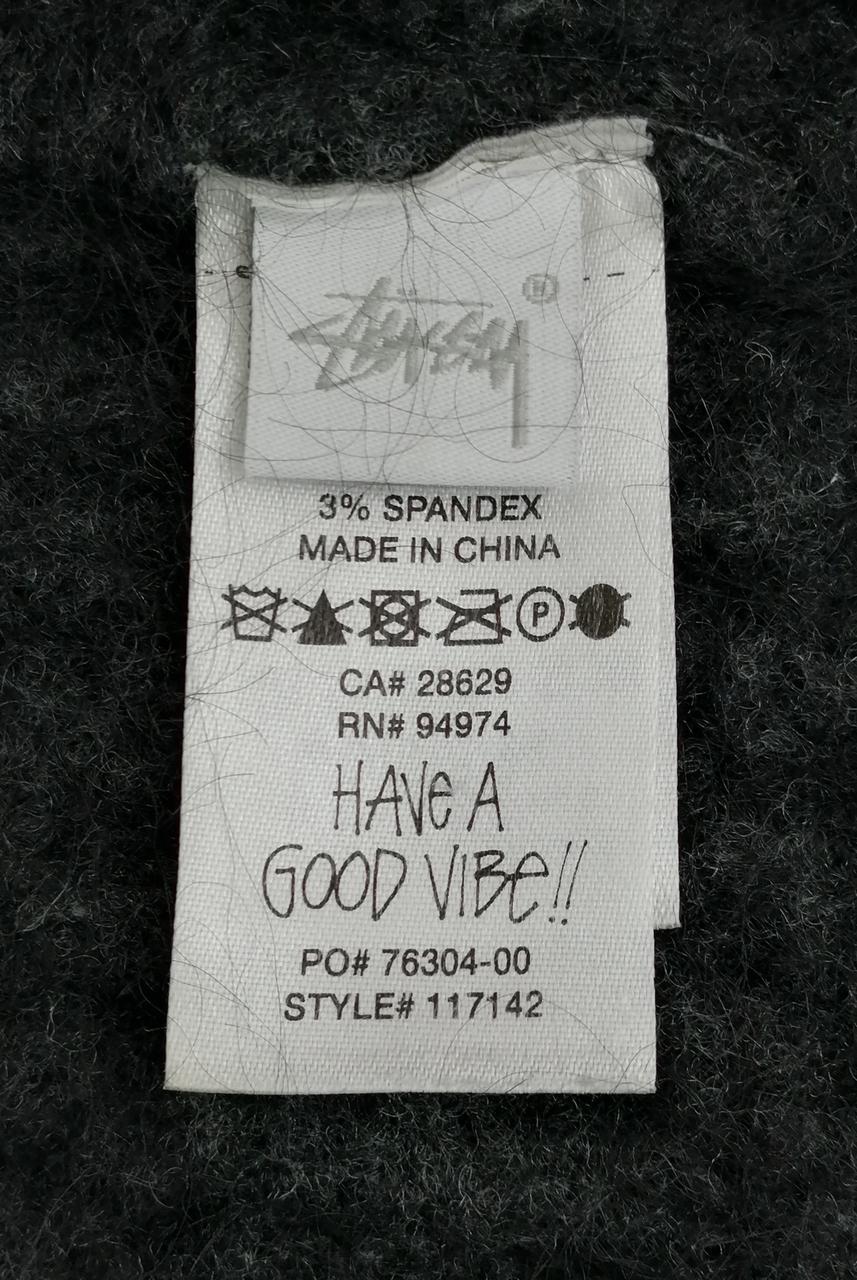 Stüssy ®
3% SPANDEX
MADE IN CHINA
P
CA# 28629
RN# 94974
HAVE A
GOOD VIBE!!
PO# 76304-00
STYLE# 117142